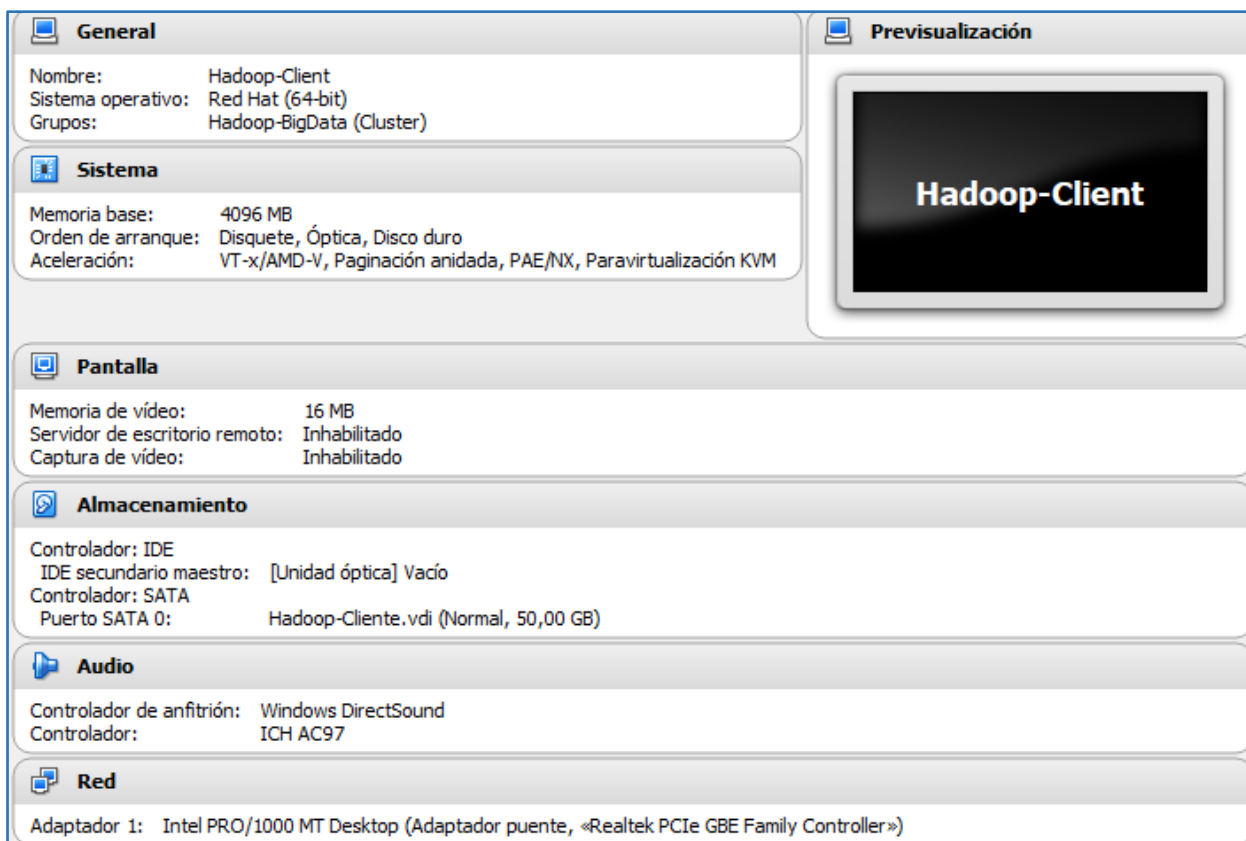 General
Nombre: Hadoop-Client
Sistema operativo: Red Hat (64-bit)
Grupos: Hadoop-BigData (Cluster)
Previsualización
Hadoop-Client
Sistema
Memoria base: 4096 MB
Orden de arranque: Disquete, Óptica, Disco duro
Aceleración: VT-x/AMD-V, Paginación anidada, PAE/NX, Paravirtualización KVM
Pantalla
Memoria de vídeo: 16 MB
Servidor de escritorio remoto: Inhabilitado
Captura de vídeo: Inhabilitado
Almacenamiento
Controlador: IDE
IDE secundario maestro: [Unidad óptica] Vacío
Controlador: SATA
Puerto SATA 0: Hadoop-Cliente.vdi (Normal, 50,00 GB)
Audio
Controlador de anfitrión: Windows DirectSound
Controlador: ICH AC97
Red
Adaptador 1: Intel PRO/1000 MT Desktop (Adaptador puente, «Realtek PCIe GBE Family Controller»)